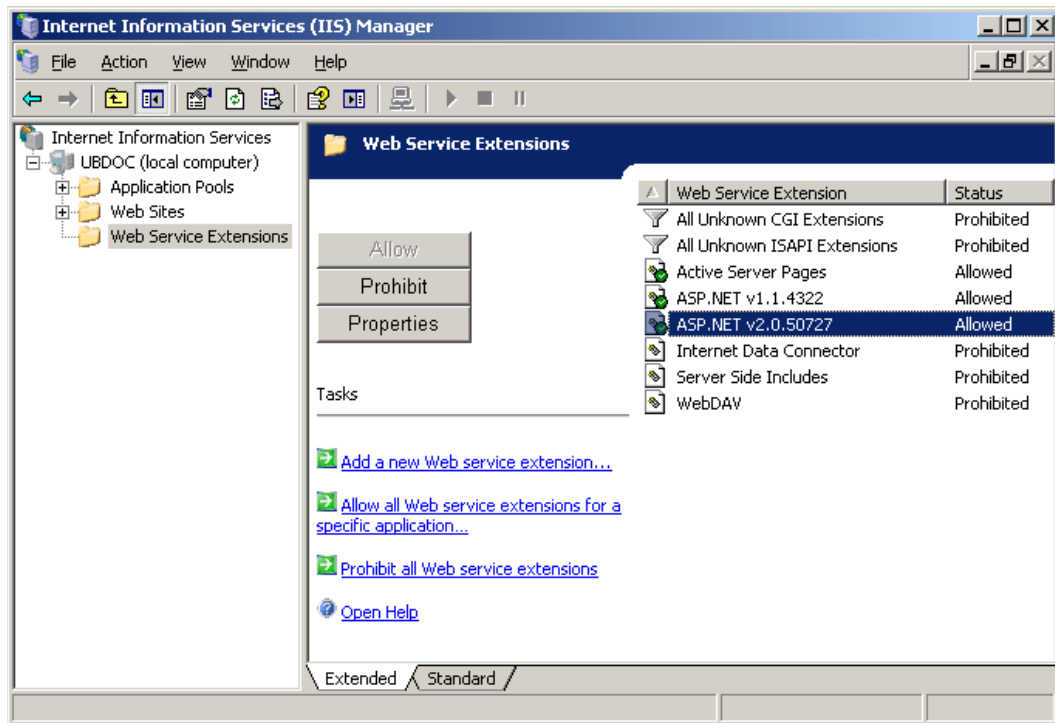 Internet Information Services (IIS) Manager
File Action View Window Help
Internet Information Services
UBDOC (local computer)
Application Pools
Web Sites
Web Service Extensions
Web Service Extensions
Allow
Prohibit
Properties
Tasks
Add a new Web service extension...
Allow all Web service extensions for a
specific application...
Prohibit all Web service extensions
Open Help
Web Service Extension Status
All Unknown CGI Extensions Prohibited
All Unknown ISAPI Extensions Prohibited
Active Server Pages Allowed
ASP.NET v1.1.4322 Allowed
ASP.NET v2.0.50727 Allowed
Internet Data Connector Prohibited
Server Side Includes Prohibited
WebDAV Prohibited
Extended Standard